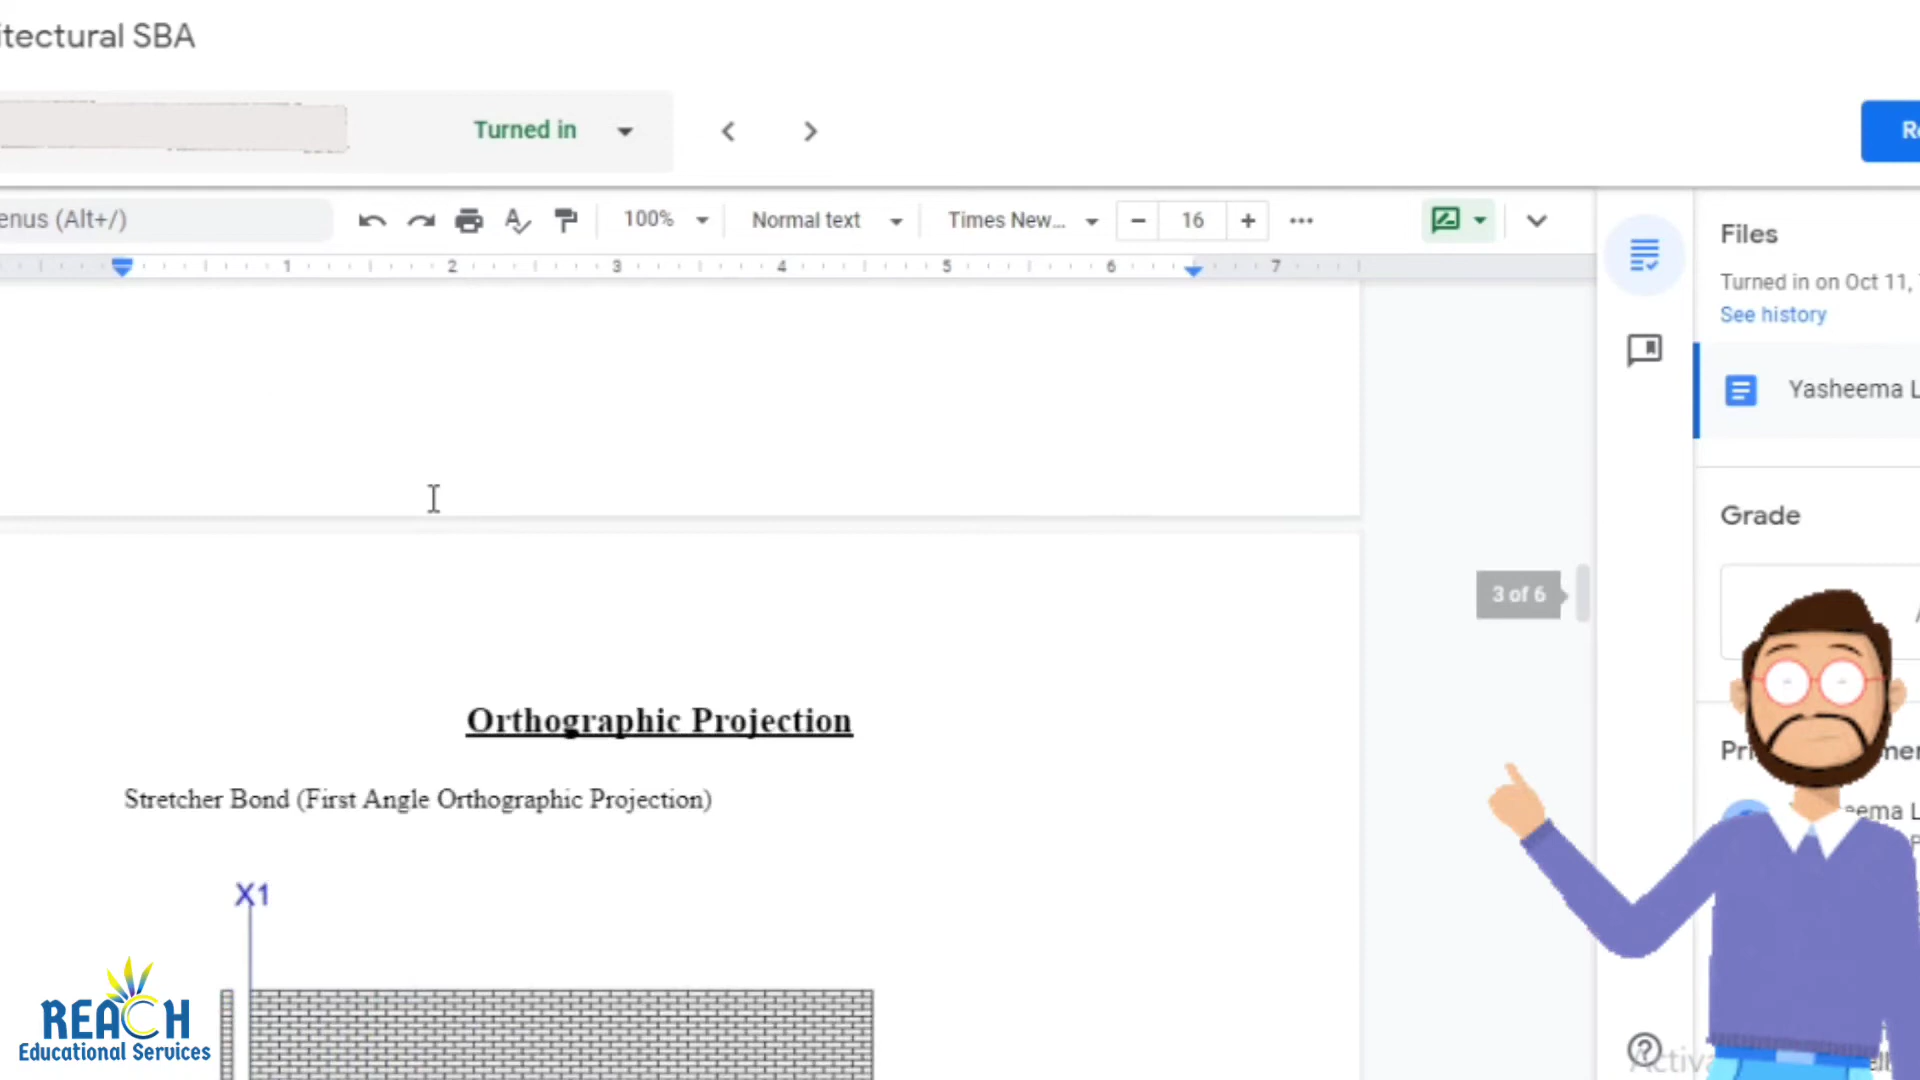 itectural SBA
Turned in
enus (Alt+/)
100%
Normal text
Times New...
16
1 2 3 4 5 6 7
Files
Turned in on Oct 11,
See history
Yasheema L
Grade
3 of 6
Orthographic Projection
Stretcher Bond (First Angle Orthographic Projection)
X1
REACH
Educational Services